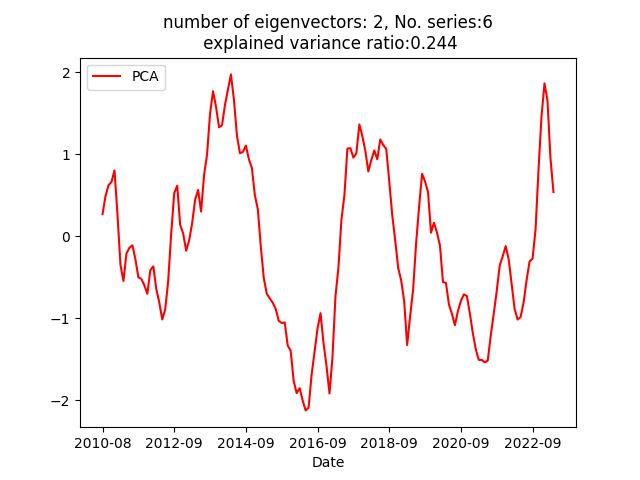 number of eigenvectors: 2, No. series:6
explained variance ratio:0.244
PCA
2
1
0
−1
−2
2010-08 2012-09 2014-09 2016-09 2018-09 2020-09 2022-09
Date